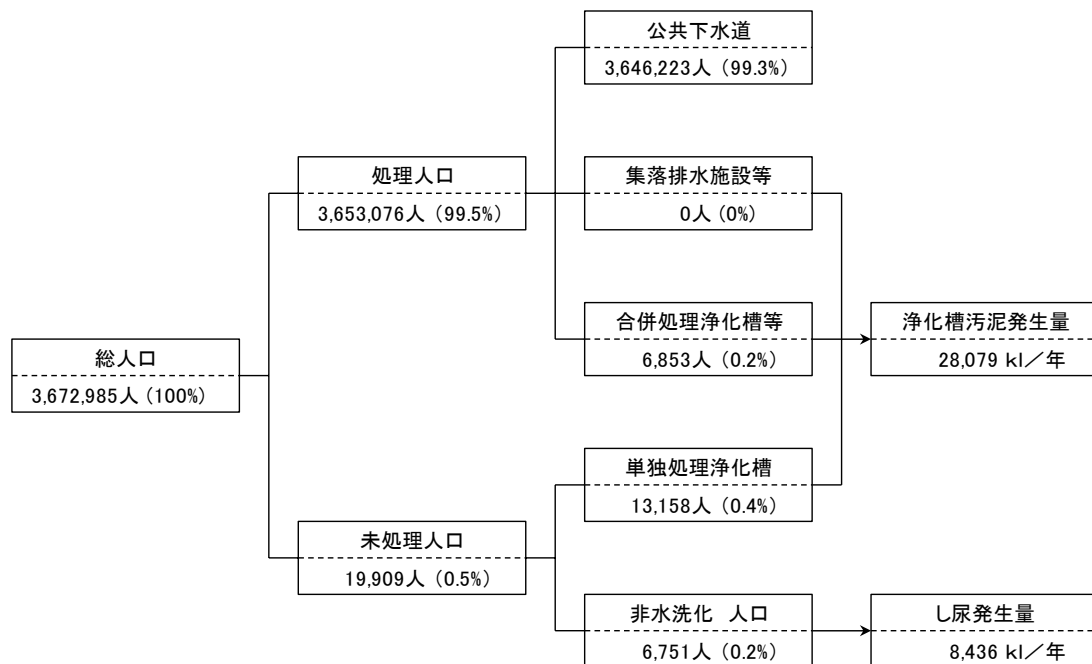 公共下水道
3,646,223人 (99.3%)
処理人口
3,653,076人 (99.5%)
集落排水施設等
0人 (0%)
合併処理浄化槽等
6,853人 (0.2%)
浄化槽汚泥発生量
28,079 kl／年
総人口
3,672,985人 (100%)
単独処理浄化槽
13,158人 (0.4%)
未処理人口
19,909人 (0.5%)
非水洗化　人口
6,751人 (0.2%)
し尿発生量
8,436 kl／年